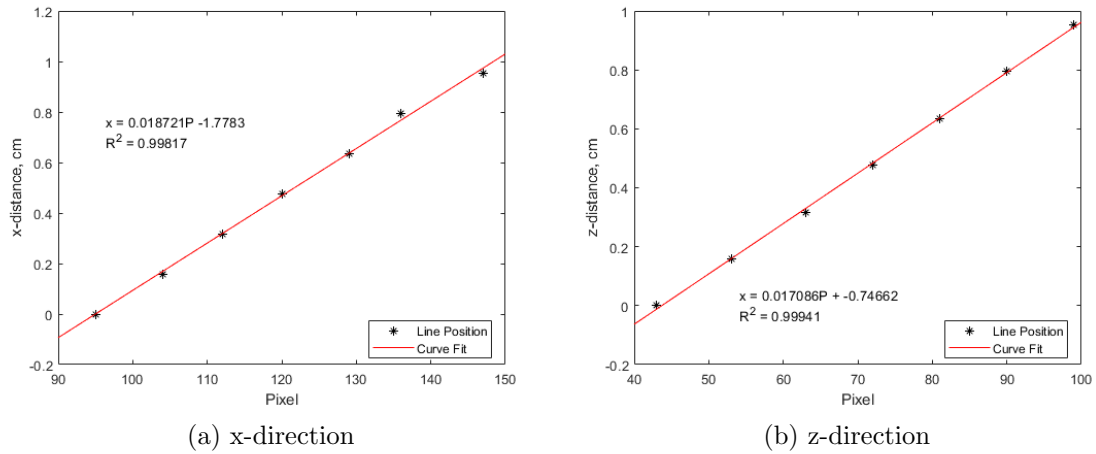 1.2
1
0.8
0.6
0.4
0.2
0
-0.2
x-distance, cm
x = 0.018721P -1.7783
R² = 0.99817
Line Position
Curve Fit
90 100 110 120 130 140 150
Pixel
(a) x-direction
1
0.8
0.6
0.4
0.2
0
-0.2
z-distance, cm
x = 0.017086P + -0.74662
R² = 0.99941
Line Position
Curve Fit
40 50 60 70 80 90 100
Pixel
(b) z-direction